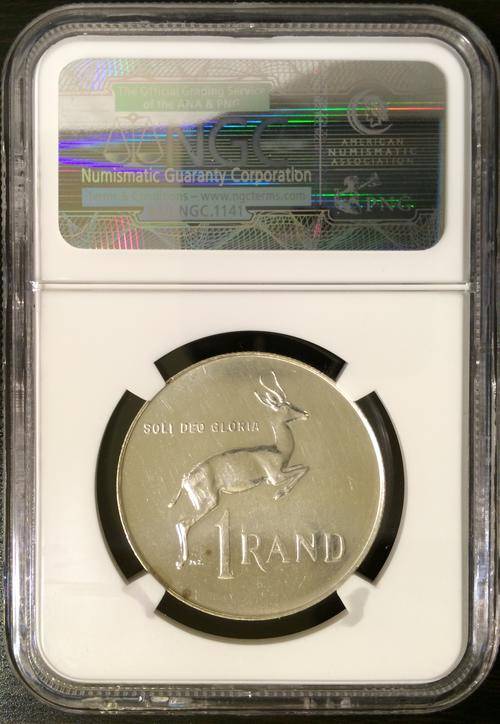 The Official Grading Service
of the ANA & PNG
NGC
Numismatic Guaranty Corporation
Terms & Conditions – www.ngcterms.com
NGC.1141
AMERICAN
NUMISMATIC
ASSOCIATION
PNG
SOLI DEO GLORIA
1 RAND